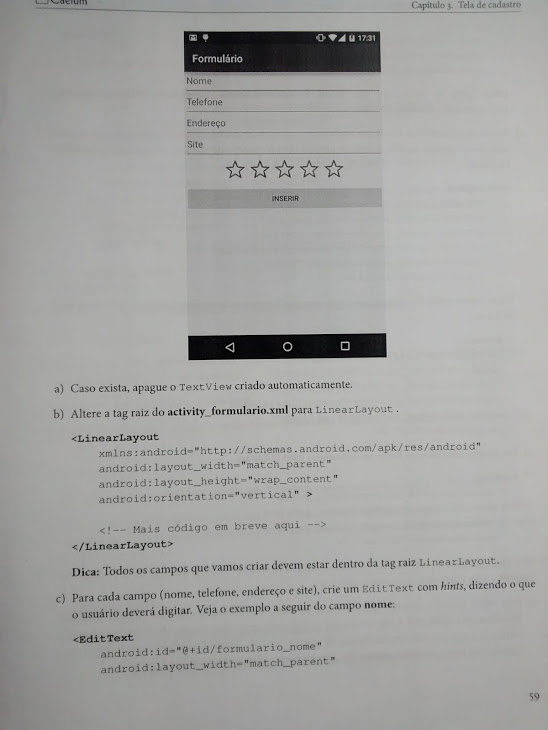 Caelum
Capítulo 3. Tela de cadastro
17:31
Formulário
Nome
Telefone
Endereço
Site
INSERIR
a) Caso exista, apague o TextView criado automaticamente.
b) Altere a tag raiz do activity_formulario.xml para LinearLayout .
<LinearLayout
xmlns:android="http://schemas.android.com/apk/res/android"
android:layout_width="match_parent"
android:layout_height="wrap_content"
android:orientation="vertical" >
<!-- Mais código em breve aqui -->
</LinearLayout>
Dica: Todos os campos que vamos criar devem estar dentro da tag raiz LinearLayout.
c) Para cada campo (nome, telefone, endereço e site), crie um EditText com hints, dizendo o que
o usuário deverá digitar. Veja o exemplo a seguir do campo nome:
<EditText
android:id="@+id/formulario_nome"
android:layout_width="match_parent"
59